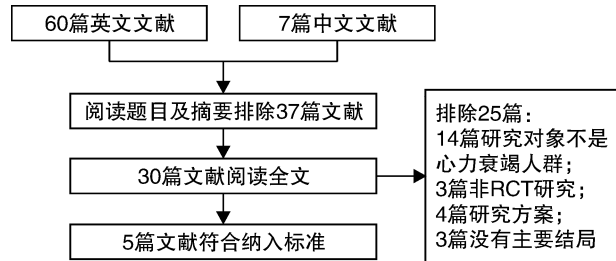 60篇英文文献
7篇中文文献
阅读题目及摘要排除37篇文献
30篇文献阅读全文
5篇文献符合纳入标准
排除25篇：
14篇研究对象不是
心力衰竭人群；
3篇非RCT研究；
4篇研究方案；
3篇没有主要结局